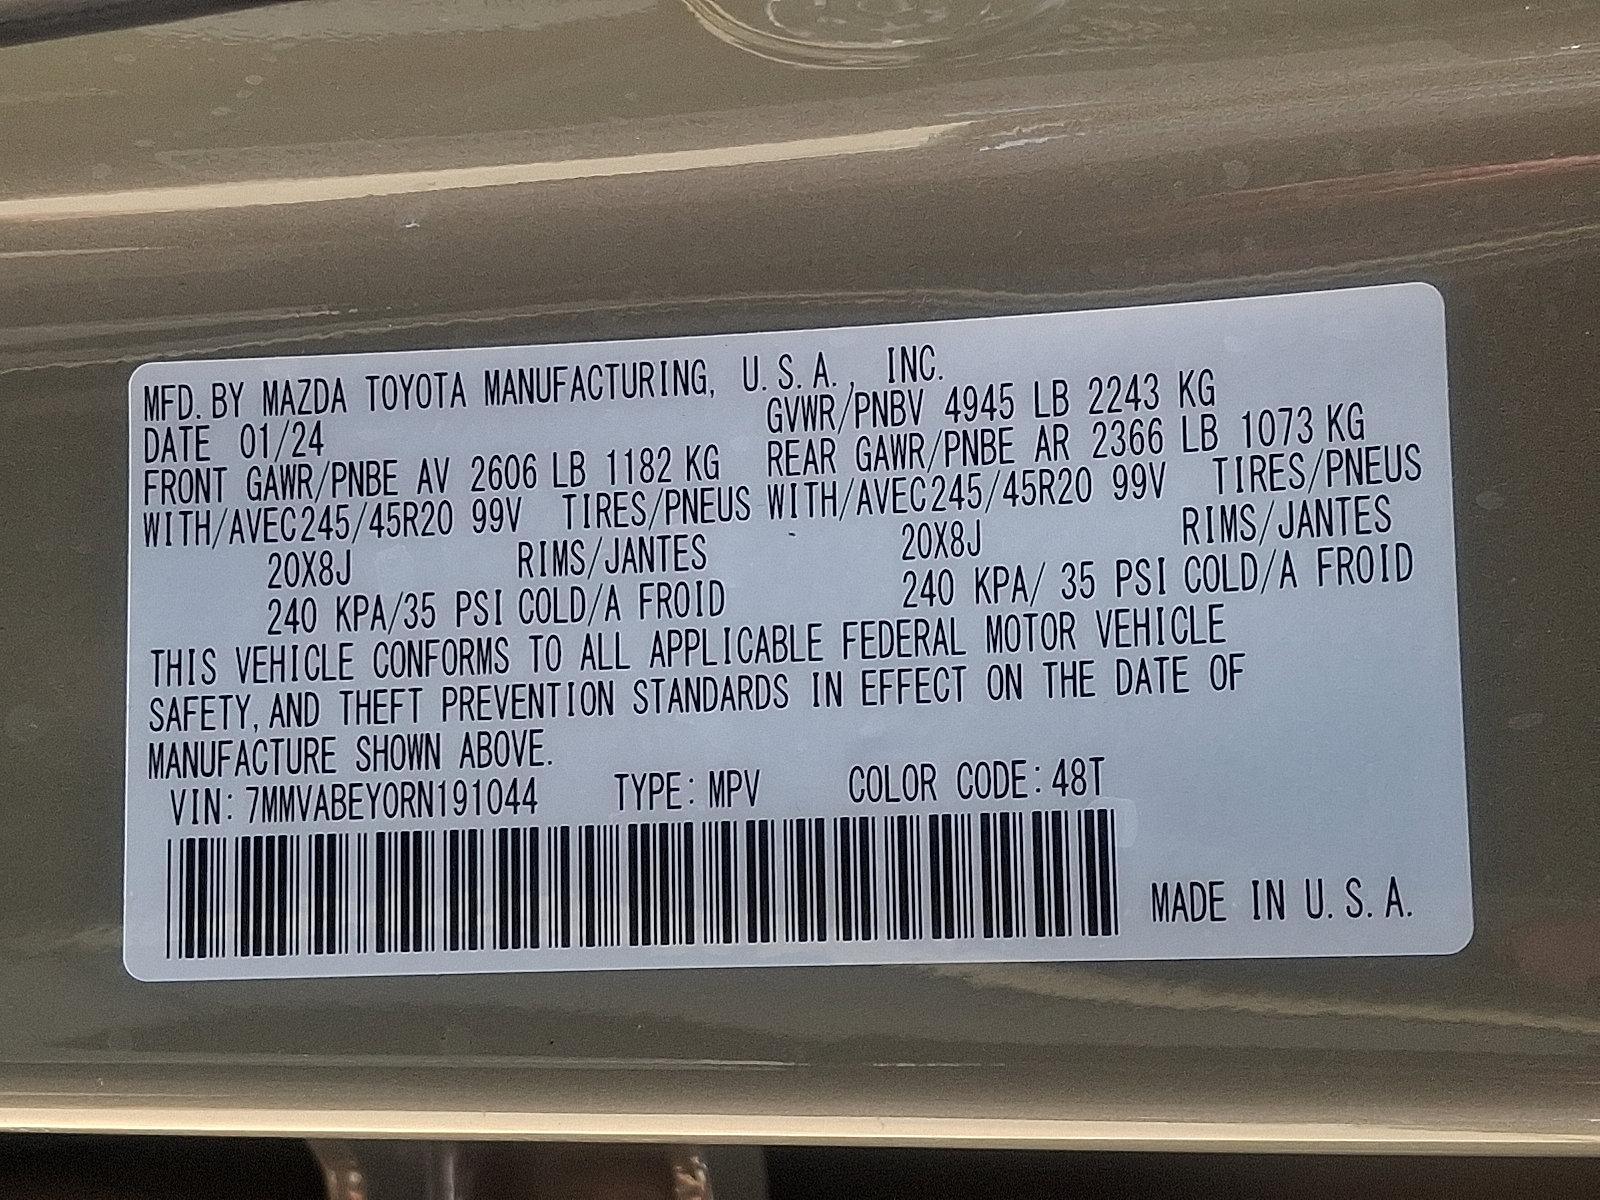 MFD. BY MAZDA TOYOTA MANUFACTURING, U.S.A., INC.
DATE 01/24 GVWR/PNBV 4945 LB 2243 KG
FRONT GAWR/PNBE AV 2606 LB 1182 KG REAR GAWR/PNBE AR 2366 LB 1073 KG
WITH/AVEC245/45R20 99V TIRES/PNEUS WITH/AVEC245/45R20 99V TIRES/PNEUS
20X8J RIMS/JANTES 20X8J RIMS/JANTES
240 KPA/35 PSI COLD/A FROID 240 KPA/ 35 PSI COLD/A FROID
THIS VEHICLE CONFORMS TO ALL APPLICABLE FEDERAL MOTOR VEHICLE
SAFETY, AND THEFT PREVENTION STANDARDS IN EFFECT ON THE DATE OF
MANUFACTURE SHOWN ABOVE.
VIN: 7MMVABEY0RN191044 TYPE: MPV COLOR CODE: 48T
MADE IN U.S.A.